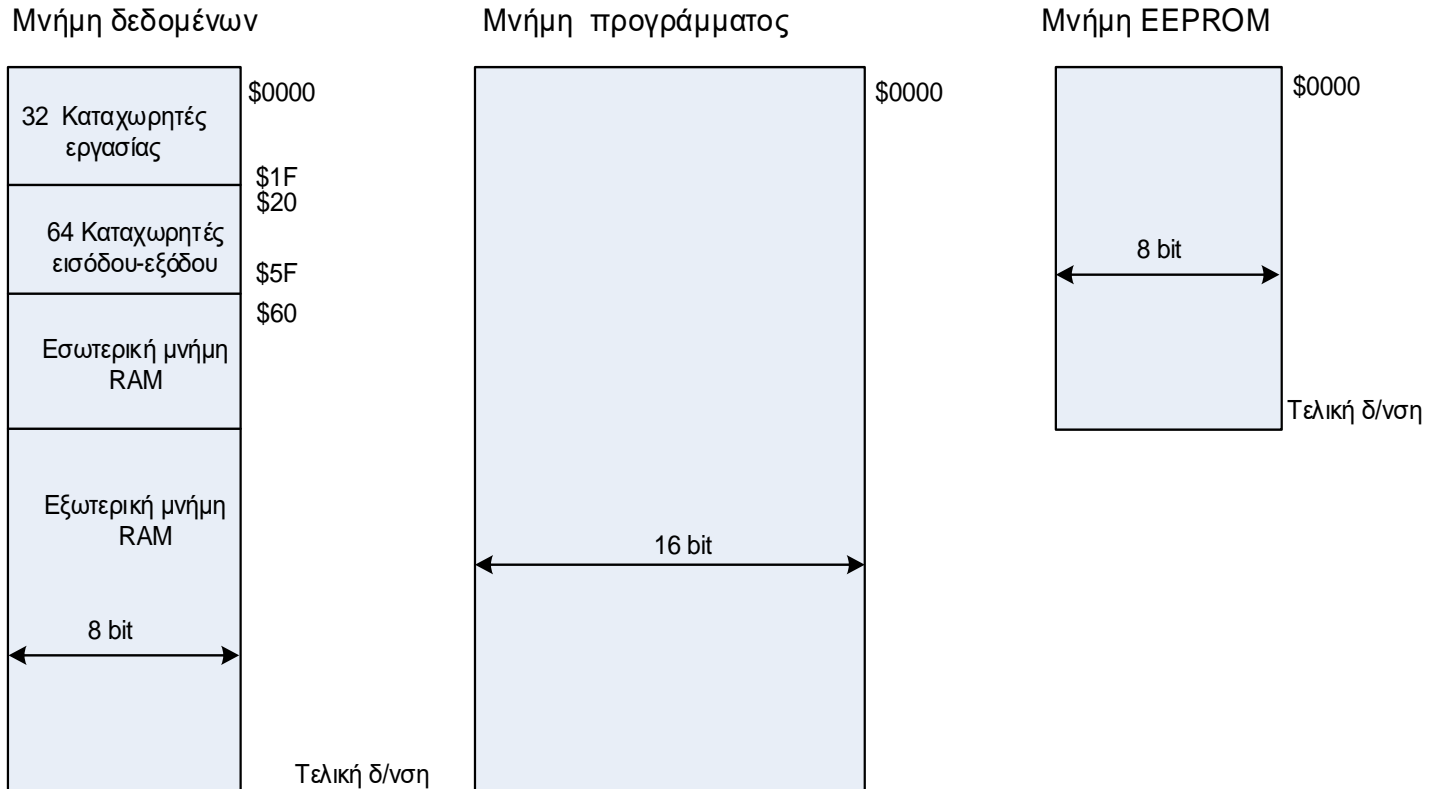 Μνήμη δεδομένων
32 Καταχωρητές
εργασίας
$0000
$1F
$20
64 Καταχωρητές
εισόδου-εξόδου
$5F
$60
Εσωτερική μνήμη
RAM
Εξωτερική μνήμη
RAM
8 bit
Τελική δ/νση
Μνήμη προγράμματος
$0000
16 bit
Μνήμη EEPROM
$0000
8 bit
Τελική δ/νση